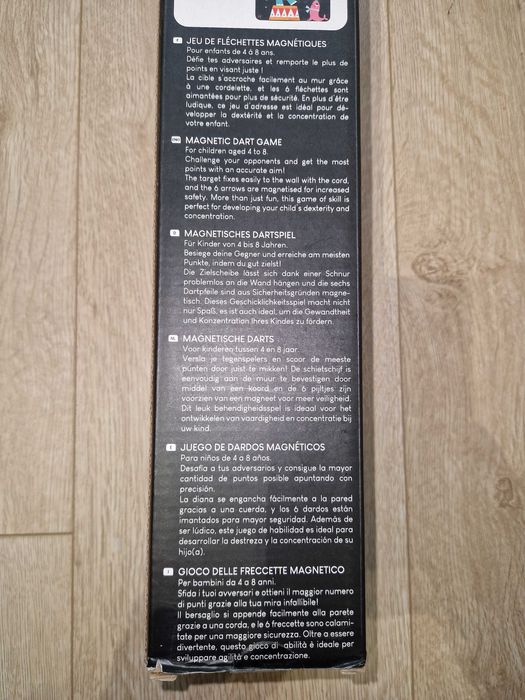 F JEU DE FLÉCHETTES MAGNÉTIQUES
Pour enfants de 4 à 8 ans.
Défie tes adversaires et remporte le plus de
points en visant juste !
La cible s'accroche facilement au mur grâce
à une cordelette, et les 6 fléchettes sont
aimantées pour plus de sécurité. En plus d'être
ludique, ce jeu d'adresse est idéal pour dé-
velopper la dextérité et la concentration de
votre enfant.
ENG MAGNETIC DART GAME
For children aged 4 to 8.
Challenge your opponents and get the most
points with an accurate aim!
The target fixes easily to the wall with the cord,
and the 6 arrows are magnetised for increased
safety. More than just fun, this game of skill is
perfect for developing your child's dexterity and
concentration.
D MAGNETISCHES DARTSPIEL
Für Kinder von 4 bis 8 Jahren.
Besiege deine Gegner und erreiche am meisten
Punkte, indem du gut zielst!
Die Zielscheibe lässt sich dank einer Schnur
problemlos an die Wand hängen und die sechs
Dartpfeile sind aus Sicherheitsgründen magne-
tisch. Dieses Geschicklichkeitsspiel macht nicht
nur Spaß, es ist auch ideal, um die Gewandtheit
und Konzentration Ihres Kindes zu fördern.
NL MAGNETISCHE DARTS
Voor kinderen tussen 4 en 8 jaar.
Versla je tegenspelers en scoor de meeste
punten door juist te mikken! De schietschijf is
eenvoudig aan de muur te bevestigen door
middel van een koord en de 6 pijltjes zijn
voorzien van een magneet voor meer veiligheid.
Dit leuk behendigheidsspel is ideaal voor het
ontwikkelen van vaardigheid en concentratie bij
uw kind.
E JUEGO DE DARDOS MAGNÉTICOS
Para niños de 4 a 8 años.
Desafía a tus adversarios y consigue la mayor
cantidad de puntos posible apuntando con
precisión.
La diana se engancha fácilmente a la pared
gracias a una cuerda, y los 6 dardos están
imantados para mayor seguridad. Además de
ser lúdico, este juego de habilidad es ideal para
desarrollar la destreza y la concentración de su
hijo(a).
I GIOCO DELLE FRECCETTE MAGNETICO
Per bambini da 4 a 8 anni.
Sfida i tuoi avversari e ottieni il maggior numero
di punti grazie alla tua mira infallibile!
Il bersaglio si appende facilmente alla parete
grazie a una corda, e le 6 freccette sono calami-
tate per una maggiore sicurezza. Oltre a essere
divertente, questo gioco di abilità è ideale per
sviluppare agilità e concentrazione.